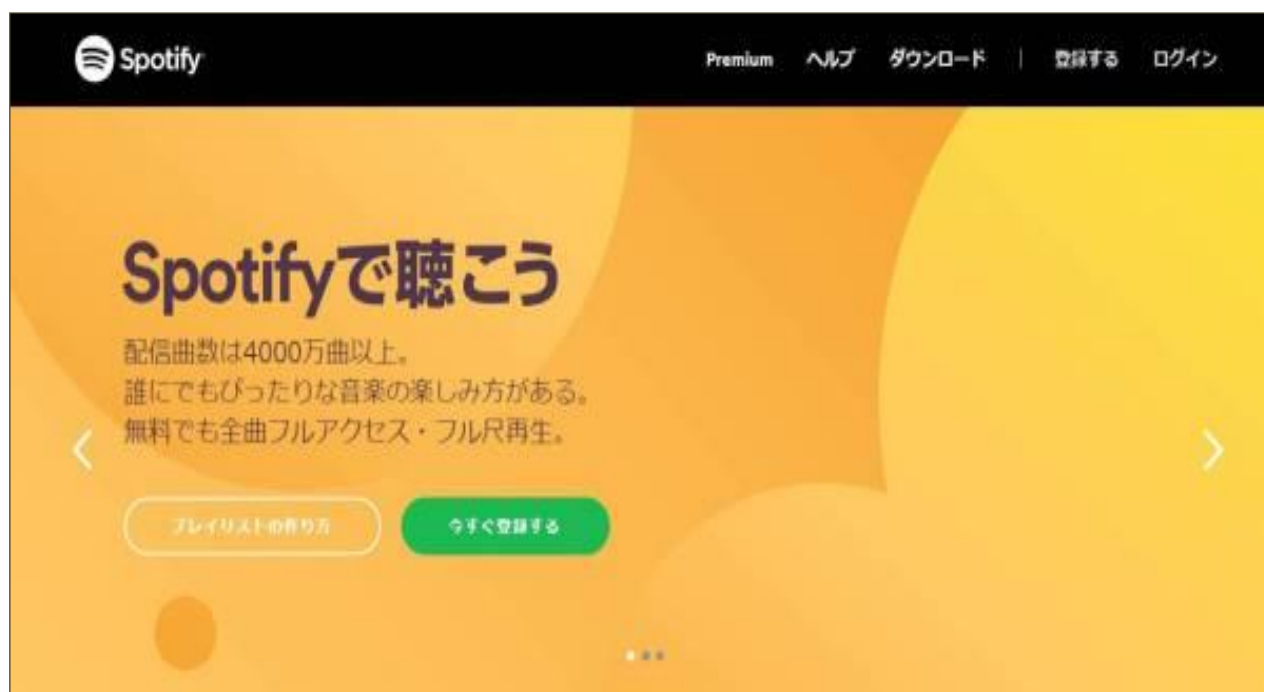 Spotify
Premium ヘルプ ダウンロード | 登録する ログイン
Spotifyで聴こう
配信曲数は4000万曲以上。
誰にでもぴったりな音楽の楽しみ方がある。
無料でも全曲フルアクセス・フル尺再生。
プレイリストの作り方 今すぐ登録する